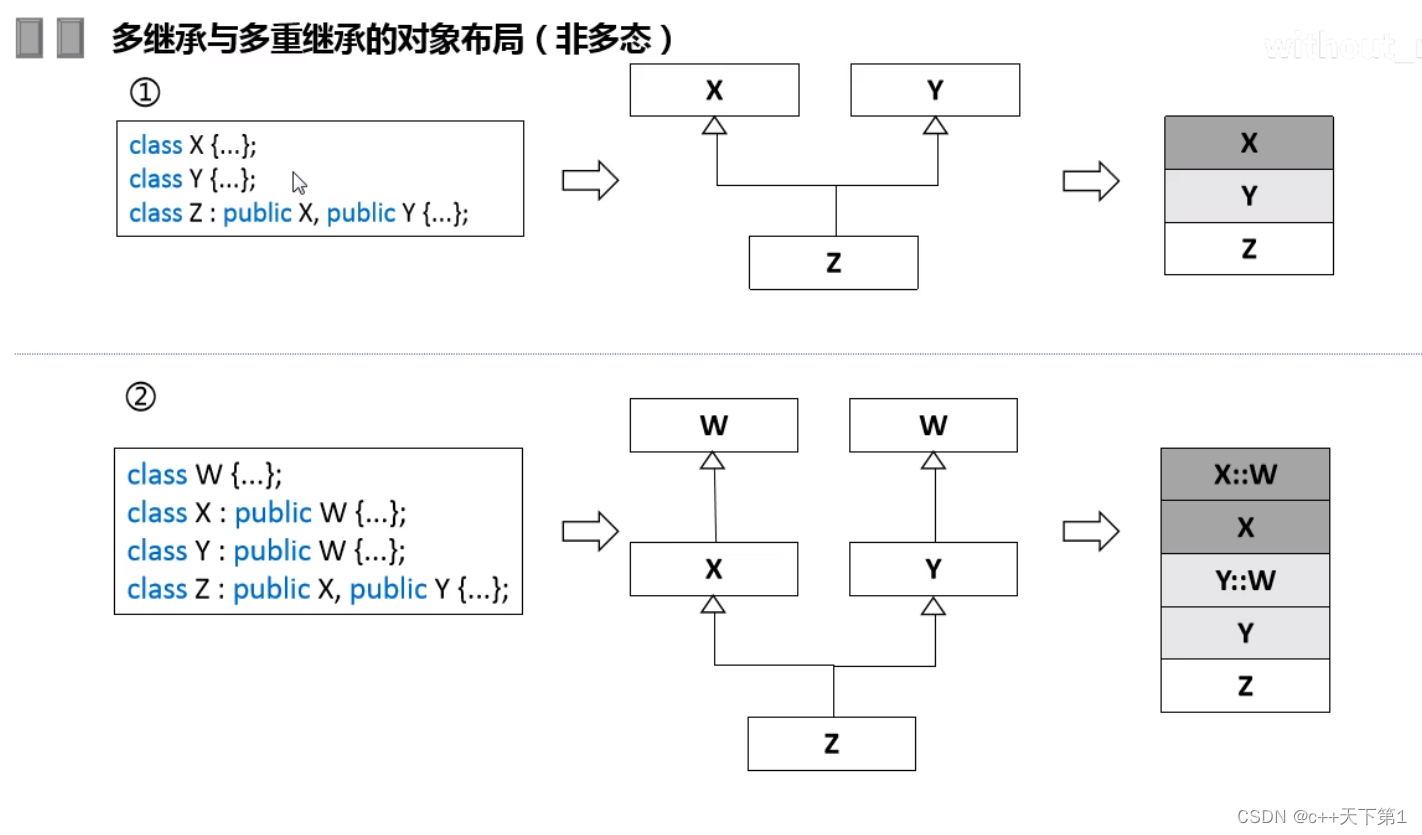 多继承与多重继承的对象布局（非多态）
without_
①
class X {...};
class Y {...};
class Z : public X, public Y {...};
X
Y
Z
X
Y
Z
②
class W {...};
class X : public W {...};
class Y : public W {...};
class Z : public X, public Y {...};
W
W
X
Y
Z
X::W
X
Y::W
Y
Z
CSDN @c++天下第1